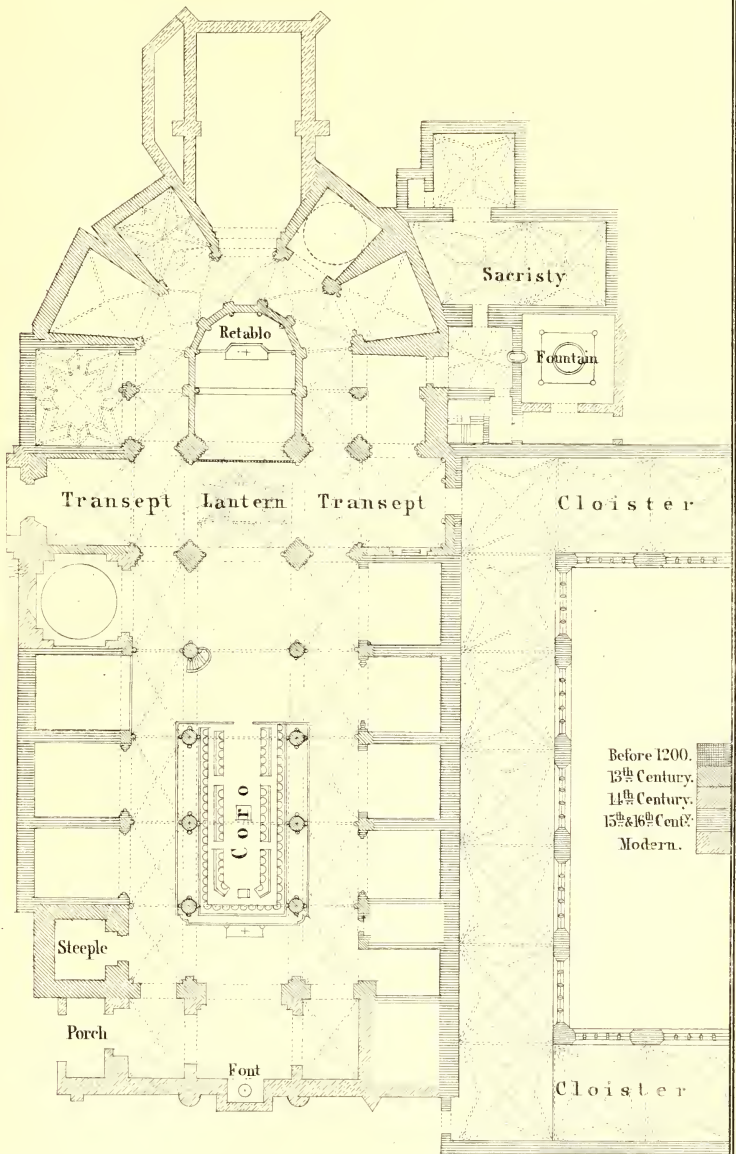 Sacristy
Retablo
Fountain
Transept Lantern Transept
Cloister
Coro
Before 1200.
13th Century.
14th Century.
15th & 16th Centy.
Modern.
Steeple
Porch
Font
Cloister